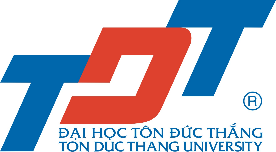 TDT
®
ĐẠI HỌC TÔN ĐỨC THẮNG
TON DUC THANG UNIVERSITY